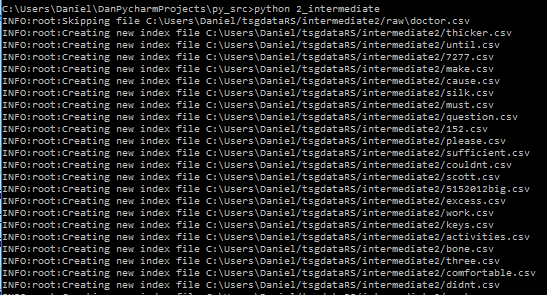 C:\Users\Daniel\DanPycharmProjects\py_src>python 2_intermediate
INFO:root:Skipping file C:\Users\Daniel/tsgdataRS/intermediate2/raw\doctor.csv
INFO:root:Creating new index file C:\Users\Daniel/tsgdataRS/intermediate2/thicker.csv
INFO:root:Creating new index file C:\Users\Daniel/tsgdataRS/intermediate2/until.csv
INFO:root:Creating new index file C:\Users\Daniel/tsgdataRS/intermediate2/7277.csv
INFO:root:Creating new index file C:\Users\Daniel/tsgdataRS/intermediate2/make.csv
INFO:root:Creating new index file C:\Users\Daniel/tsgdataRS/intermediate2/cause.csv
INFO:root:Creating new index file C:\Users\Daniel/tsgdataRS/intermediate2/silk.csv
INFO:root:Creating new index file C:\Users\Daniel/tsgdataRS/intermediate2/must.csv
INFO:root:Creating new index file C:\Users\Daniel/tsgdataRS/intermediate2/question.csv
INFO:root:Creating new index file C:\Users\Daniel/tsgdataRS/intermediate2/152.csv
INFO:root:Creating new index file C:\Users\Daniel/tsgdataRS/intermediate2/please.csv
INFO:root:Creating new index file C:\Users\Daniel/tsgdataRS/intermediate2/sufficient.csv
INFO:root:Creating new index file C:\Users\Daniel/tsgdataRS/intermediate2/couldnt.csv
INFO:root:Creating new index file C:\Users\Daniel/tsgdataRS/intermediate2/scott.csv
INFO:root:Creating new index file C:\Users\Daniel/tsgdataRS/intermediate2/5152012big.csv
INFO:root:Creating new index file C:\Users\Daniel/tsgdataRS/intermediate2/excess.csv
INFO:root:Creating new index file C:\Users\Daniel/tsgdataRS/intermediate2/work.csv
INFO:root:Creating new index file C:\Users\Daniel/tsgdataRS/intermediate2/keys.csv
INFO:root:Creating new index file C:\Users\Daniel/tsgdataRS/intermediate2/activities.csv
INFO:root:Creating new index file C:\Users\Daniel/tsgdataRS/intermediate2/bone.csv
INFO:root:Creating new index file C:\Users\Daniel/tsgdataRS/intermediate2/three.csv
INFO:root:Creating new index file C:\Users\Daniel/tsgdataRS/intermediate2/comfortable.csv
INFO:root:Creating new index file C:\Users\Daniel/tsgdataRS/intermediate2/didnt.csv